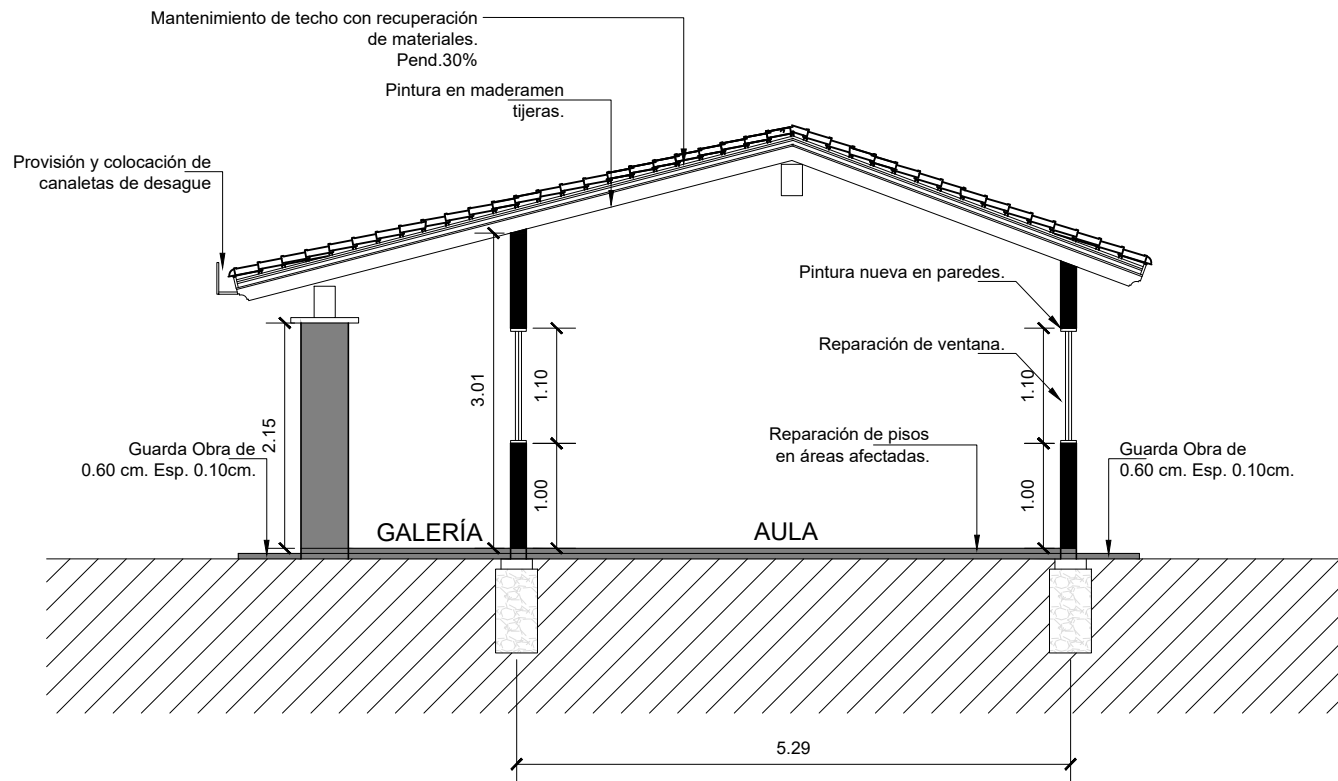 Mantenimiento de techo con recuperación
de materiales.
Pend.30%
Pintura en maderamen
tijeras.
Provisión y colocación de
canaletas de desague
Pintura nueva en paredes.
Reparación de ventana.
3.01
1.10
1.10
2.15
Guarda Obra de
0.60 cm. Esp. 0.10cm.
Reparación de pisos
en áreas afectadas.
Guarda Obra de
0.60 cm. Esp. 0.10cm.
1.00
1.00
GALERÍA
AULA
5.29